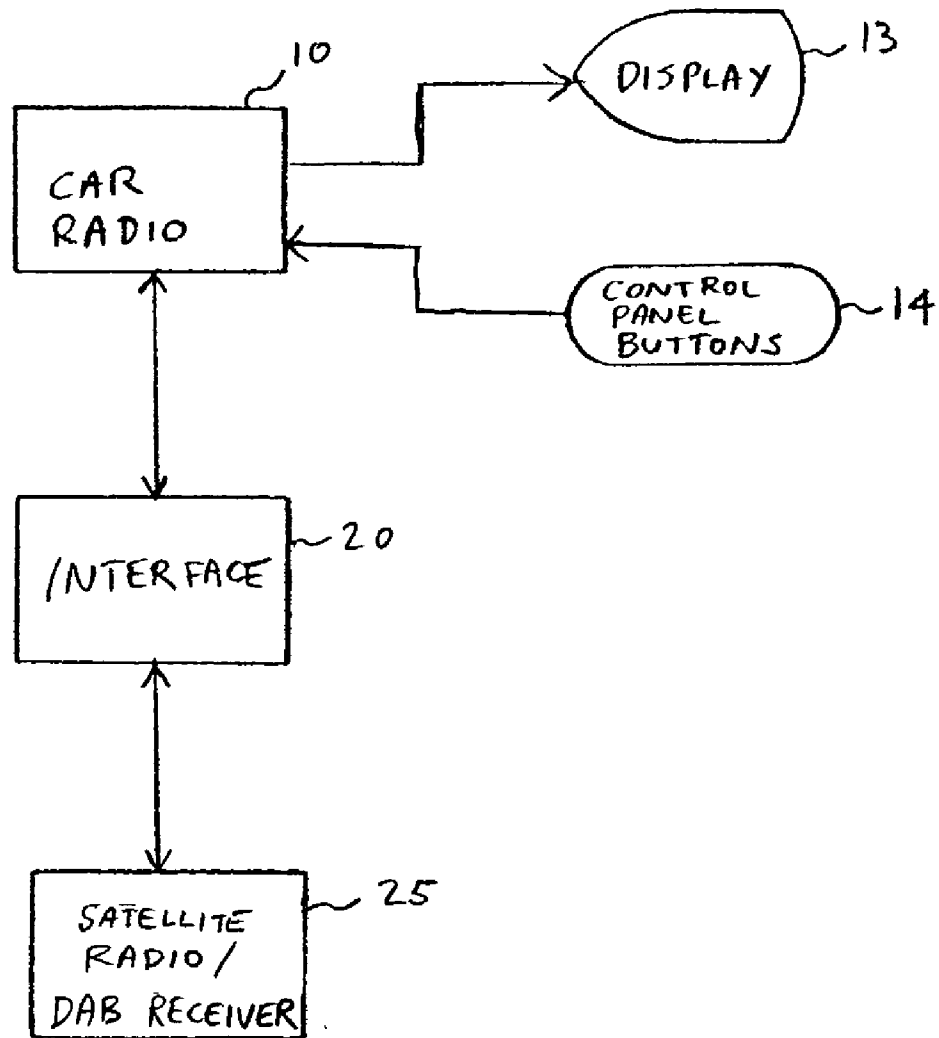 10
CAR
RADIO
DISPLAY
13
CONTROL
PANEL
BUTTONS
14
INTERFACE
20
SATELLITE
RADIO/
DAB RECEIVER
25